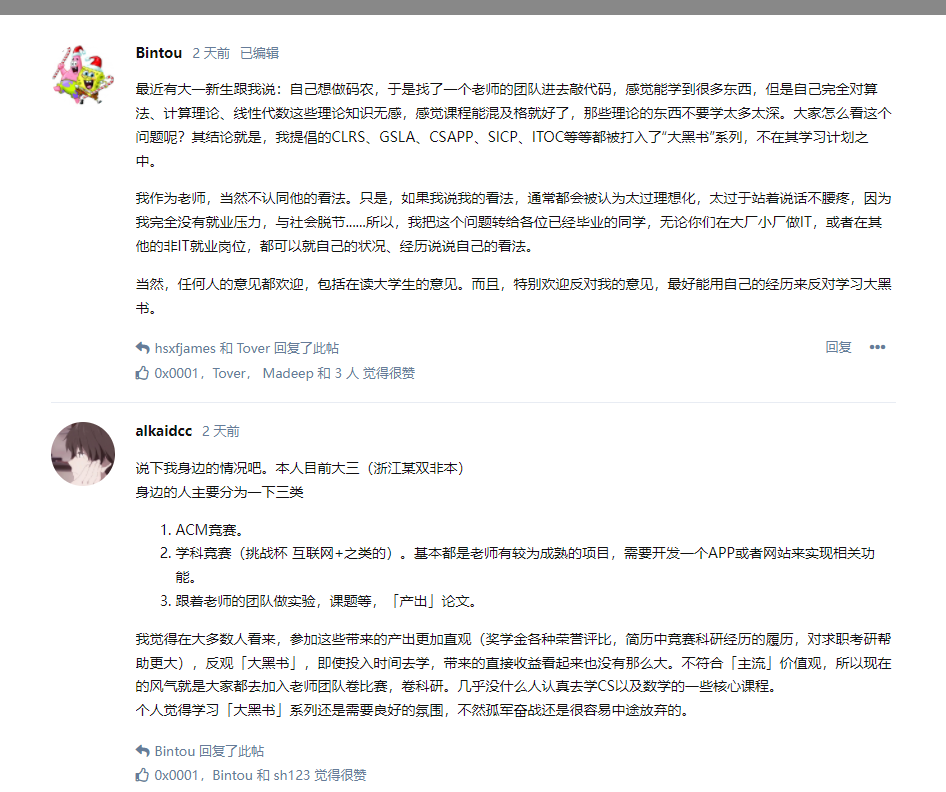 Bintou 2 天前 已编辑
最近有大一新生跟我说：自己想做码农，于是找了一个老师的团队进去敲代码，感觉能学到很多东西，但是自己完全对算
法、计算理论、线性代数这些理论知识无感，感觉课程能混及格就好了，那些理论的东西不要学太多太深。大家怎么看这个
问题呢？其结论就是，我提倡的CLRS、GSLA、CSAPP、SICP、ITOC等等都被打入了“大黑书”系列，不在其学习计划之
中。
我作为老师，当然不认同他的看法。只是，如果我说我的看法，通常都会被认为太过理想化，太过于站着说话不腰疼，因为
我完全没有就业压力，与社会脱节......所以，我把这个问题转给各位已经毕业的同学，无论你们在大厂小厂做IT，或者在其
他的非IT就业岗位，都可以就自己的状况、经历说说自己的看法。
当然，任何人的意见都欢迎，包括在读大学生的意见。而且，特别欢迎反对我的意见，最好能用自己的经历来反对学习大黑
书。
hsxfjames 和 Tover 回复了此帖
回复 •••
0x0001，Tover， Madeep 和 3 人 觉得很赞
alkaidcc 2 天前
说下我身边的情况吧。本人目前大三（浙江某双非本）
身边的人主要分为一下三类
1. ACM竞赛。
2. 学科竞赛（挑战杯 互联网+之类的）。基本都是老师有较为成熟的项目，需要开发一个APP或者网站来实现相关功
能。
3. 跟着老师的团队做实验，课题等，「产出」论文。
我觉得在大多数人看来，参加这些带来的产出更加直观（奖学金各种荣誉评比，简历中竞赛科研经历的履历，对求职考研帮
助更大），反观「大黑书」，即使投入时间去学，带来的直接收益看起来也没有那么大。不符合「主流」价值观，所以现在
的风气就是大家都去加入老师团队卷比赛，卷科研。几乎没什么人认真去学CS以及数学的一些核心课程。
个人觉得学习「大黑书」系列还是需要良好的氛围，不然孤军奋战还是很容易中途放弃的。
Bintou 回复了此帖
0x0001，Bintou 和 sh123 觉得很赞